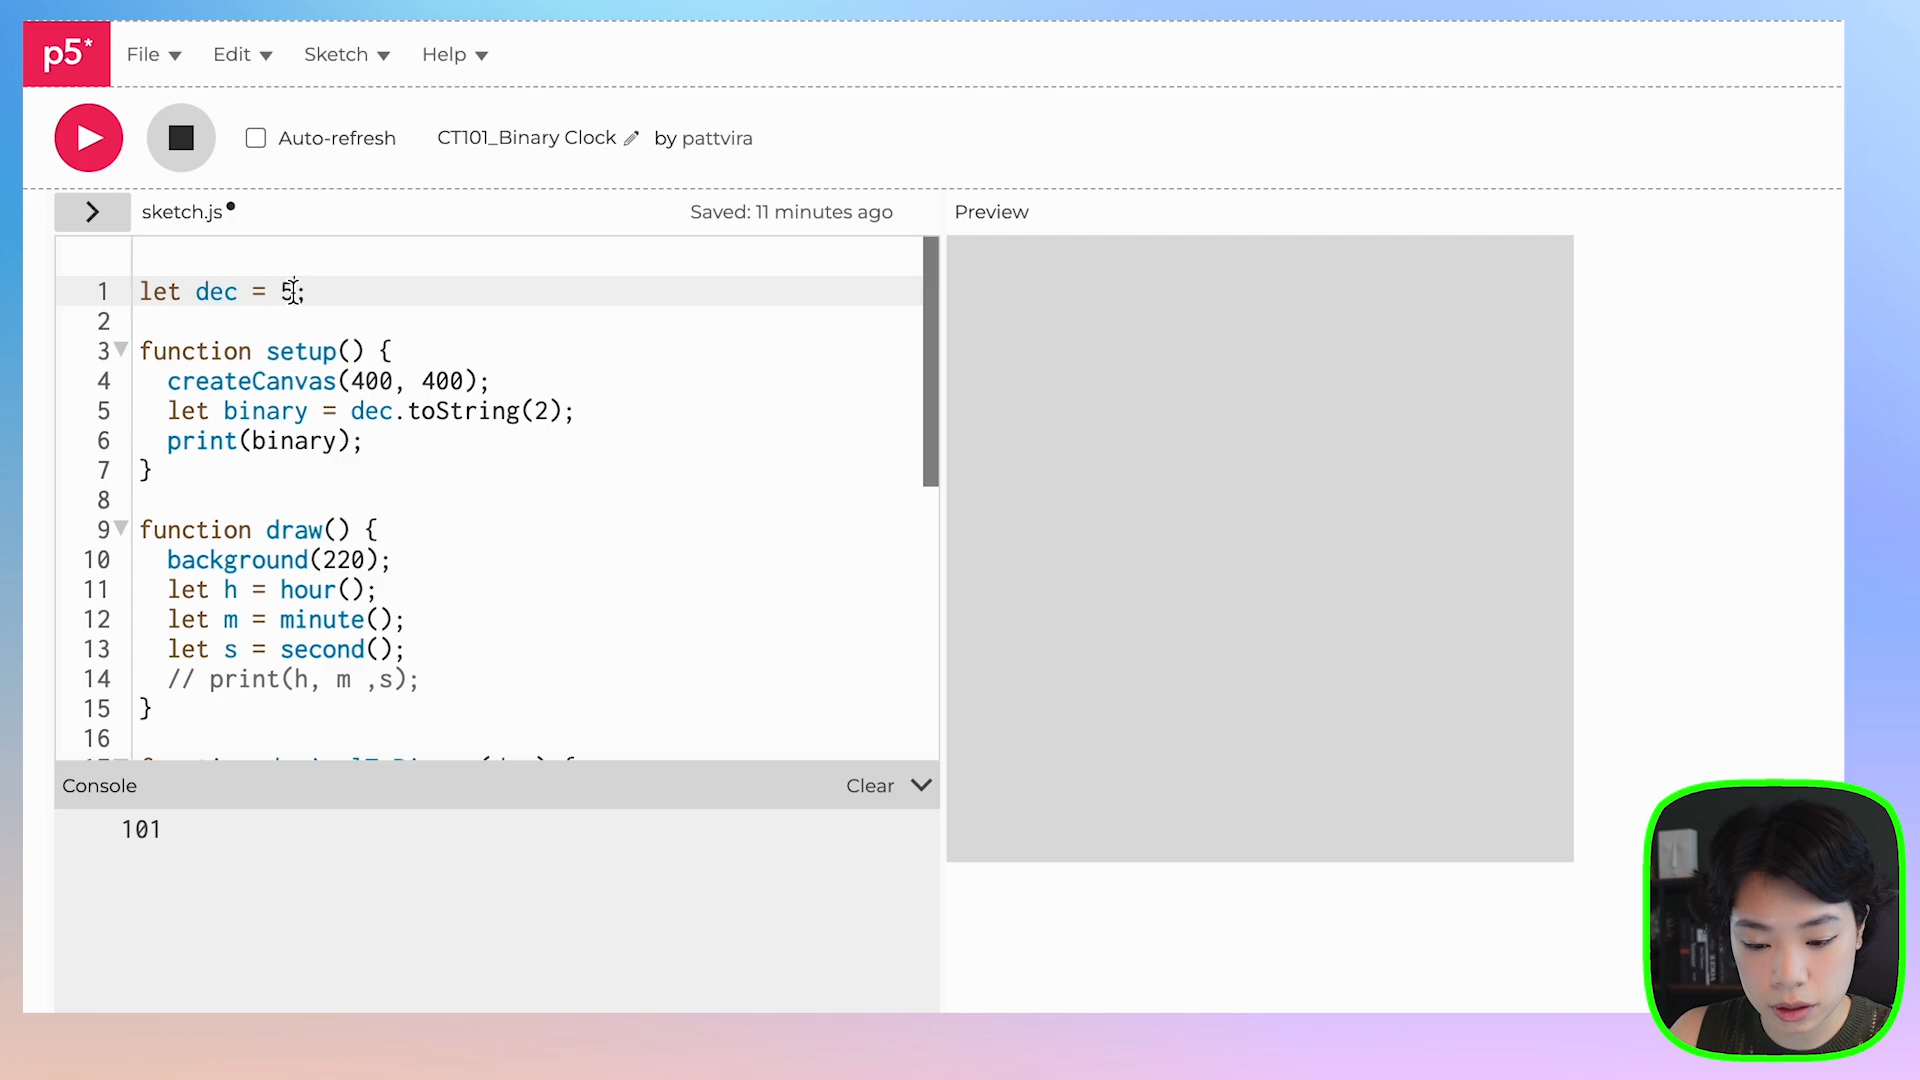 p5* File Edit Sketch Help
Auto-refresh CT101_Binary Clock by pattvira
sketch.js Saved: 11 minutes ago Preview
1 let dec = 5;
2
3 function setup() {
4 createCanvas(400, 400);
5 let binary = dec.toString(2);
6 print(binary);
7 }
8
9 function draw() {
10 background(220);
11 let h = hour();
12 let m = minute();
13 let s = second();
14 // print(h, m ,s);
15 }
16
Console Clear
101